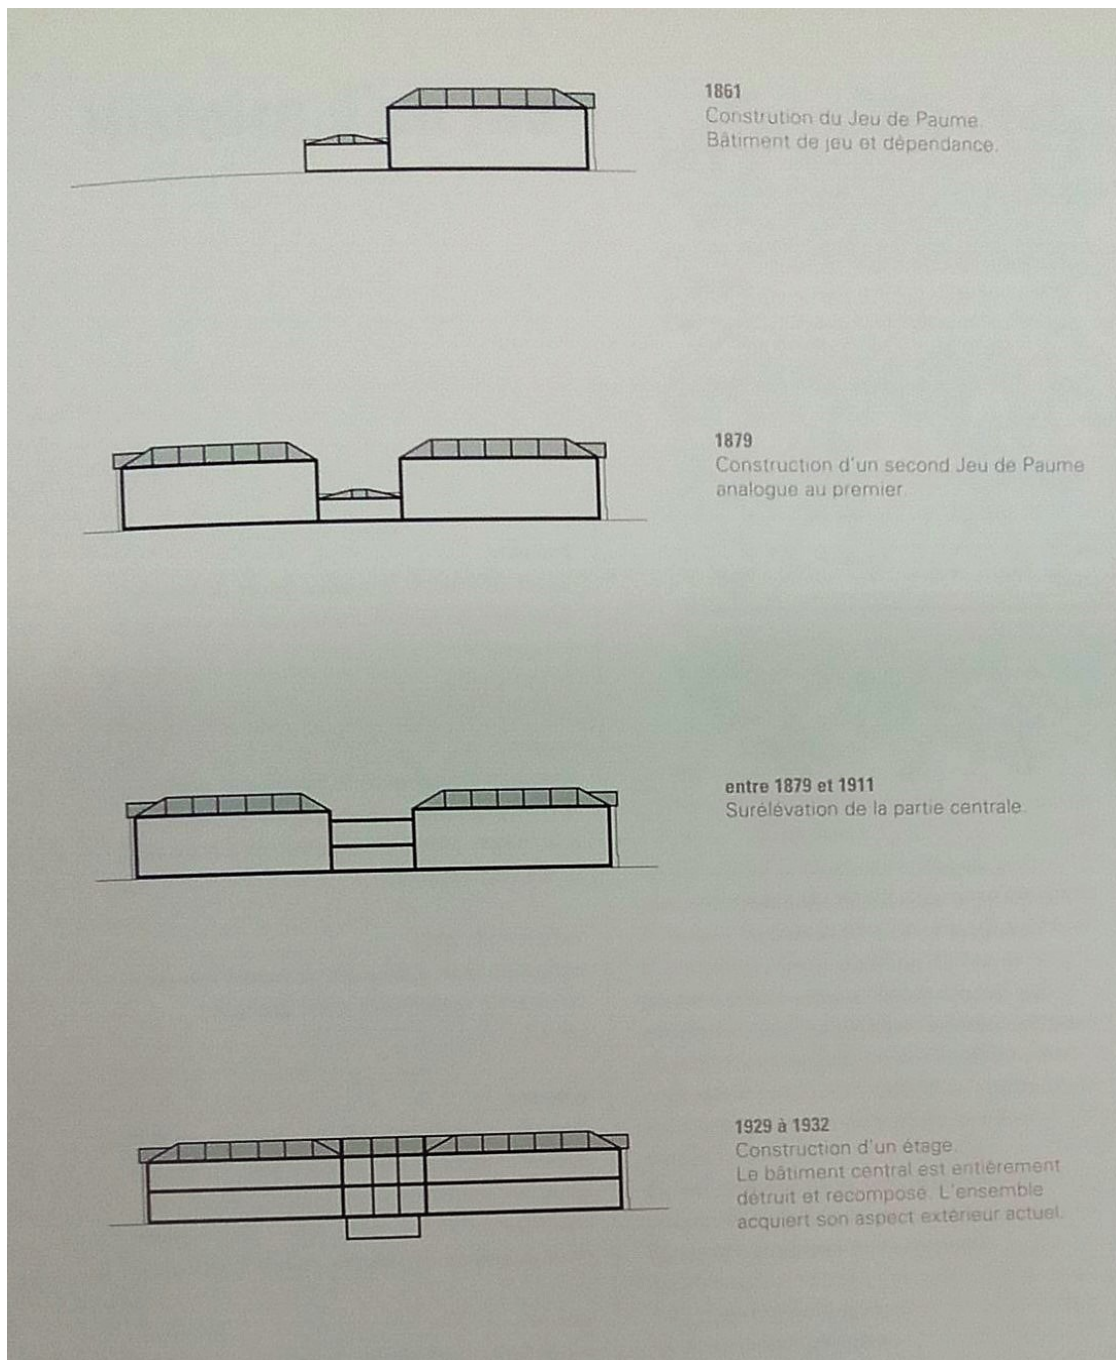 1861
Constrution du Jeu de Paume.
Bâtiment de jeu et dépendance.
1879
Construction d'un second Jeu de Paume
analogue au premier.
entre 1879 et 1911
Surélévation de la partie centrale.
1929 à 1932
Construction d'un étage.
Le bâtiment central est entièrement
détruit et recomposé. L'ensemble
acquiert son aspect extérieur actuel.